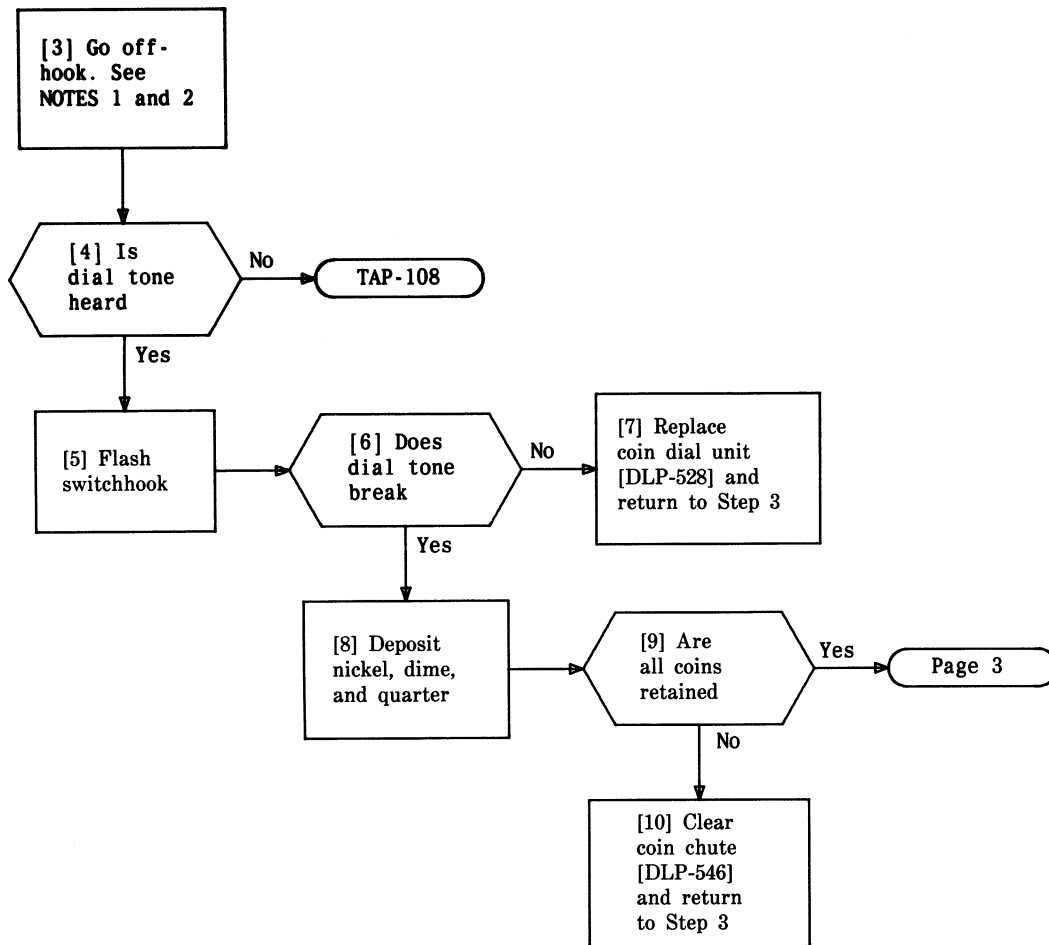 [3] Go off-
hook. See
NOTES 1 and 2
[4] Is
dial tone
heard
No
TAP-108
Yes
[5] Flash
switchhook
[6] Does
dial tone
break
No
[7] Replace
coin dial unit
[DLP-528] and
return to Step 3
Yes
[8] Deposit
nickel, dime,
and quarter
[9] Are
all coins
retained
Yes
Page 3
No
[10] Clear
coin chute
[DLP-546]
and return
to Step 3